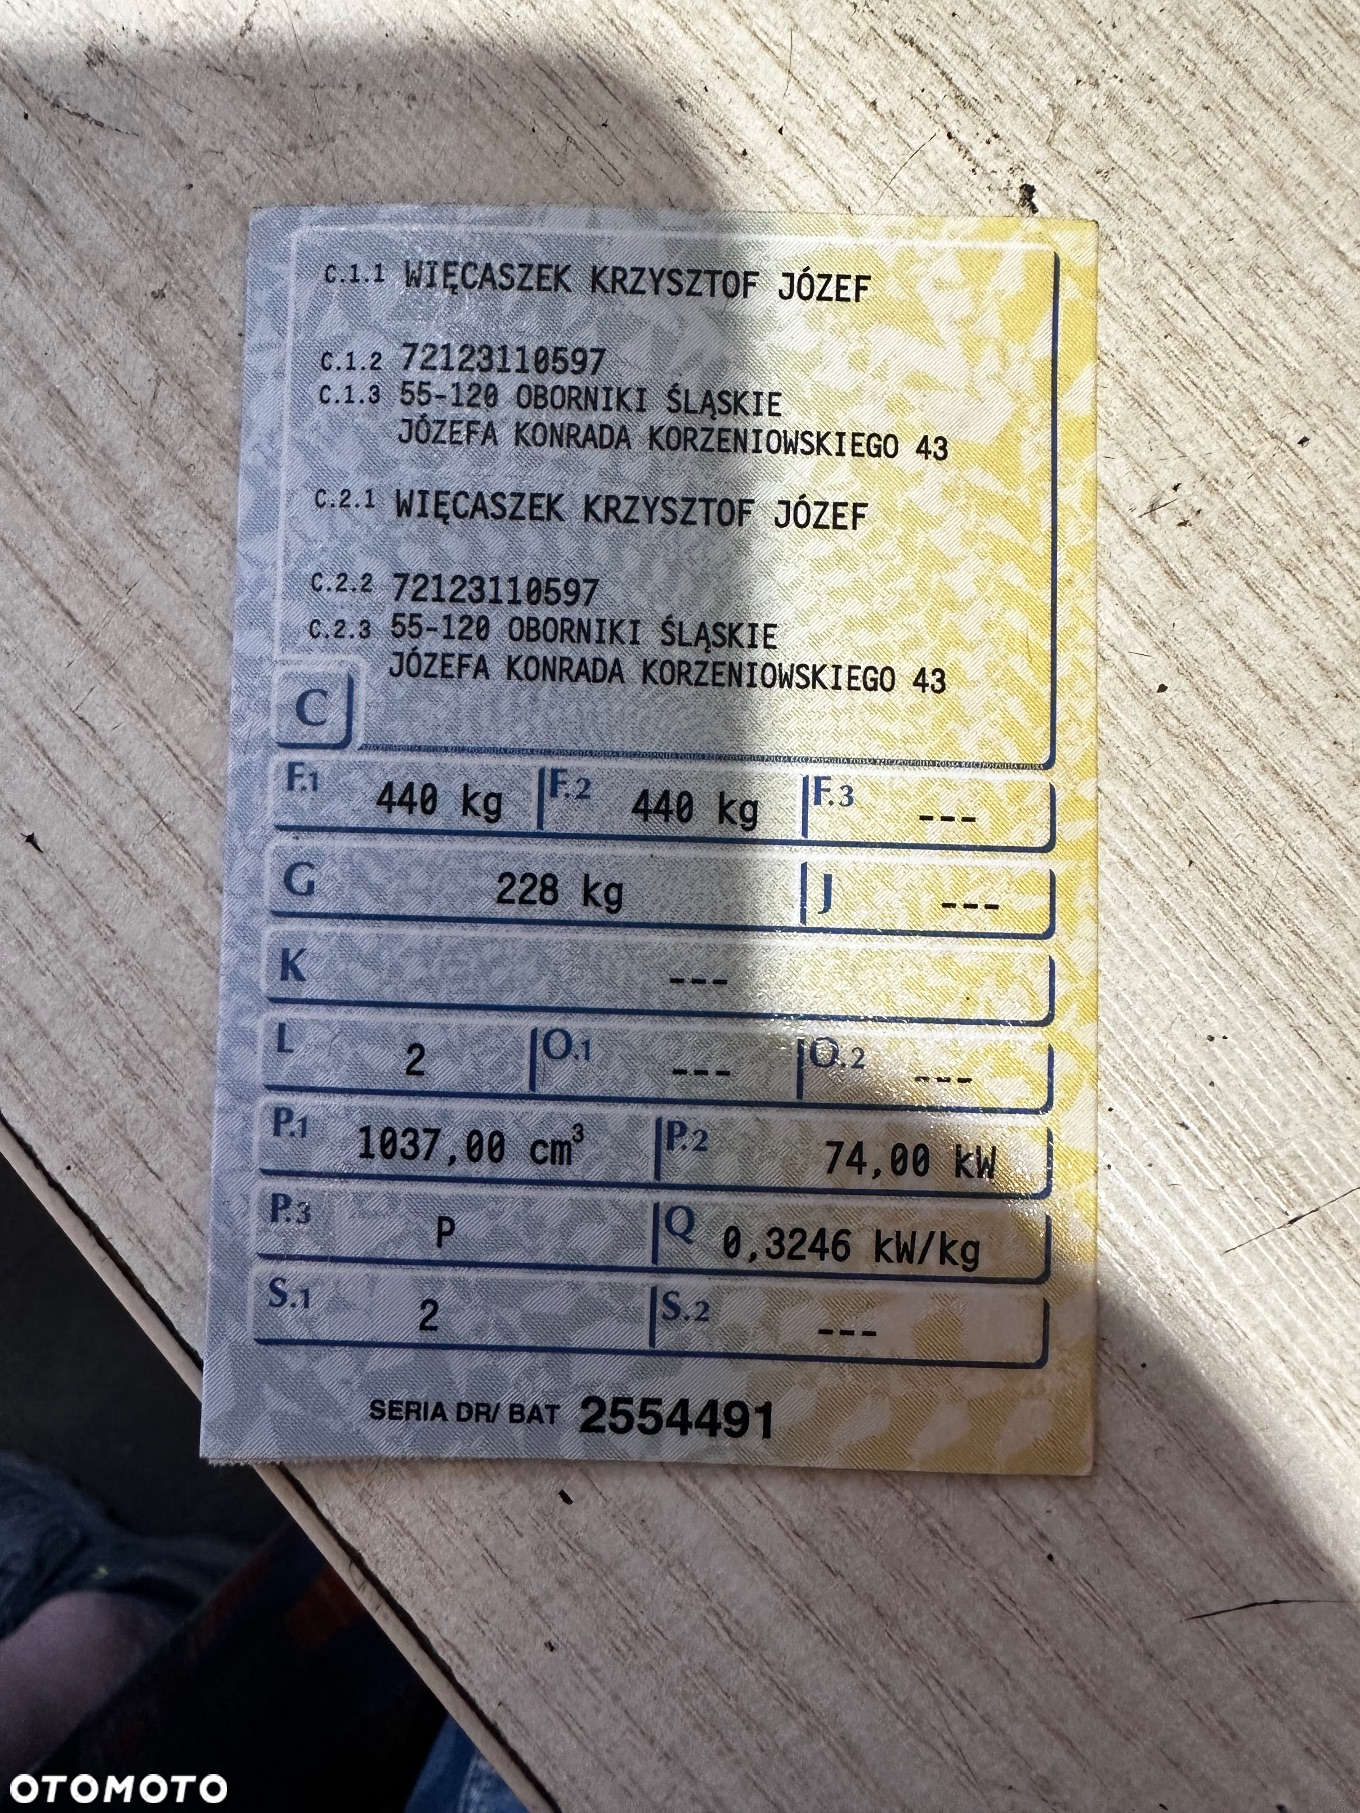 C.1.1 WIĘCASZEK KRZYSZTOF JÓZEF
C.1.2 72123110597
C.1.3 55-120 OBORNIKI ŚLĄSKIE
JÓZEFA KONRADA KORZENIOWSKIEGO 43
C.2.1 WIĘCASZEK KRZYSZTOF JÓZEF
C.2.2 72123110597
C.2.3 55-120 OBORNIKI ŚLĄSKIE
JÓZEFA KONRADA KORZENIOWSKIEGO 43
C
F.1 440 kg F.2 440 kg F.3 ---
G 228 kg J ---
K ---
L 2 O.1 --- O.2 ---
P.1 1037,00 cm³ P.2 74,00 kW
P.3 P Q 0,3246 kW/kg
S.1 2 S.2 ---
SERIA DR/ BAT 2554491
OTOMOTO